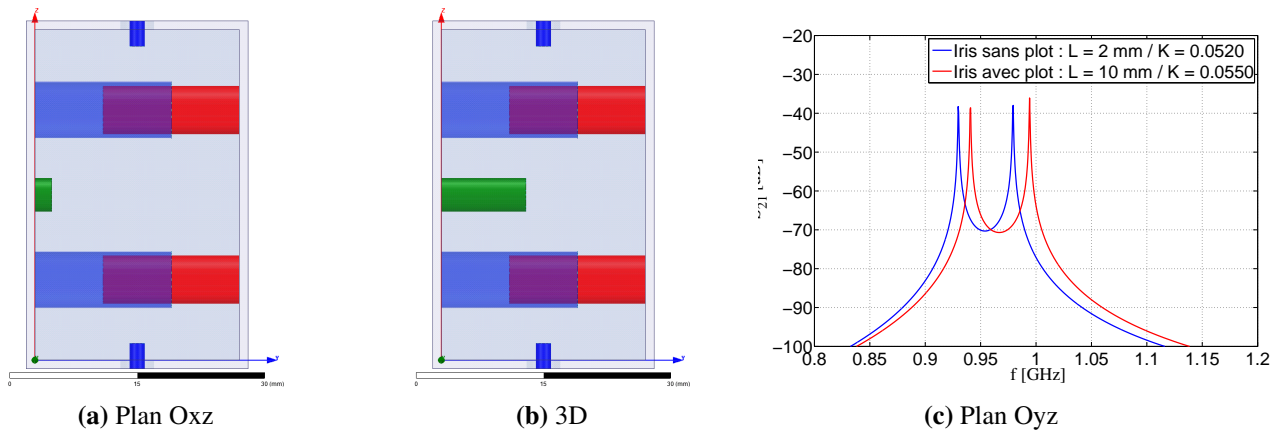 z
y
0
15
30 (mm)
(a) Plan Oxz
z
y
0
15
30 (mm)
(b) 3D
Iris sans plot : L = 2 mm / K = 0.0520
Iris avec plot : L = 10 mm / K = 0.0550
−20
−30
−40
−50
−60
−70
−80
−90
−100
0.8 0.85 0.9 0.95 1 1.05 1.1 1.15 1.2
f [GHz]
(c) Plan Oyz